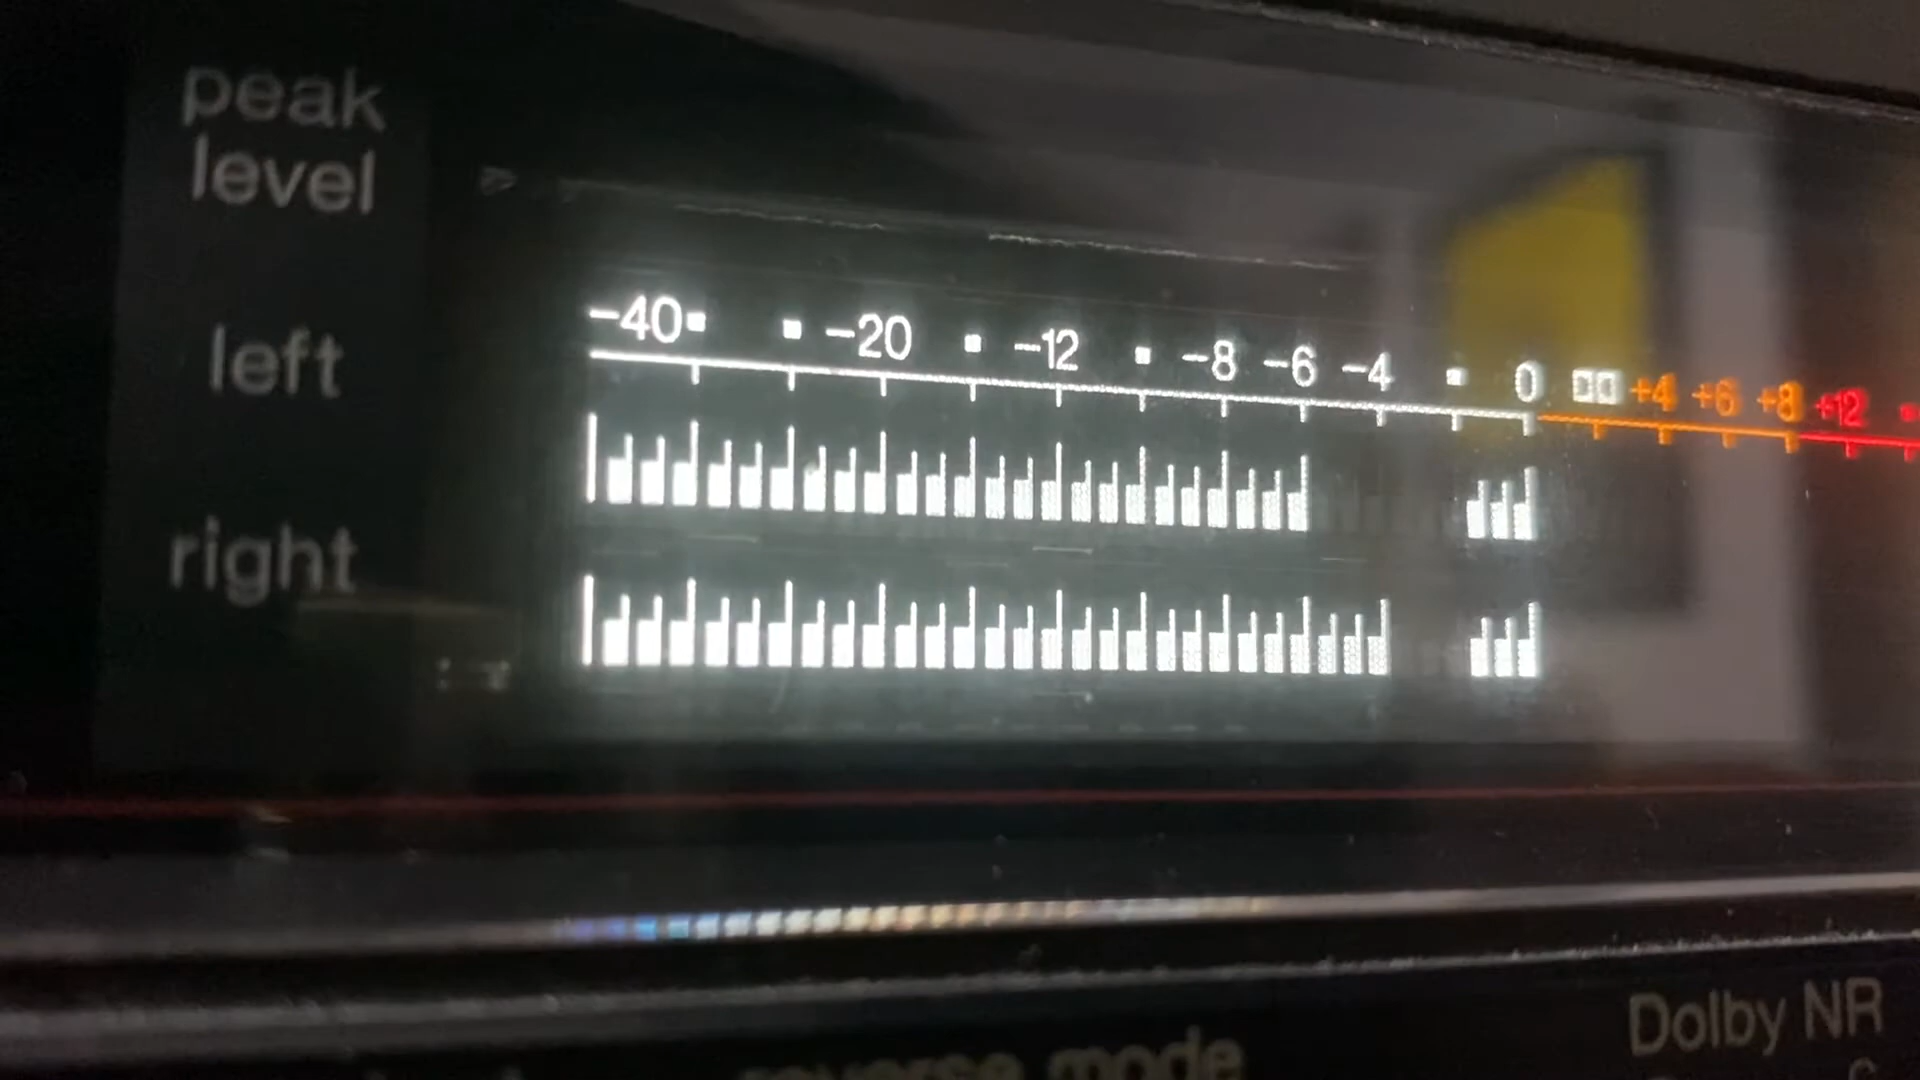 peak
level
-40 -20 -12 -8 -6 -4 0 +4 +6 +8 +12
left
right
Dolby NR
reverse mode
C